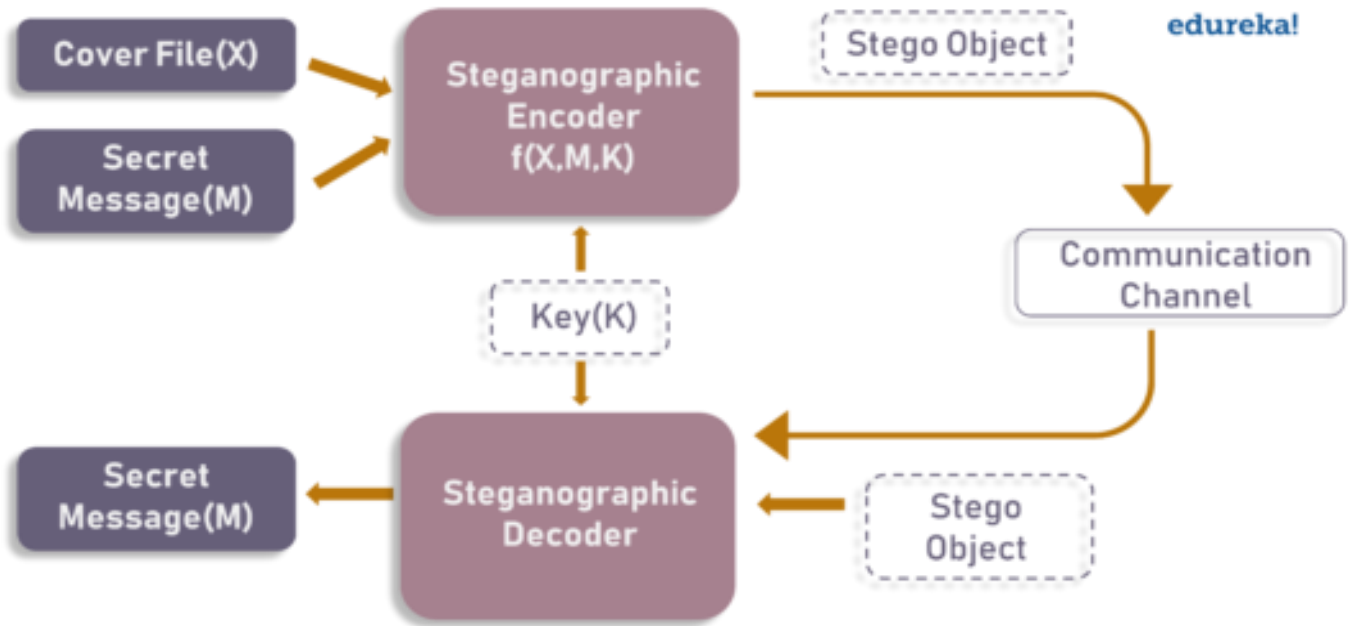 edureka!
Cover File(X)
Secret
Message(M)
Steganographic
Encoder
f(X,M,K)
Stego Object
Communication
Channel
Key(K)
Secret
Message(M)
Steganographic
Decoder
Stego
Object